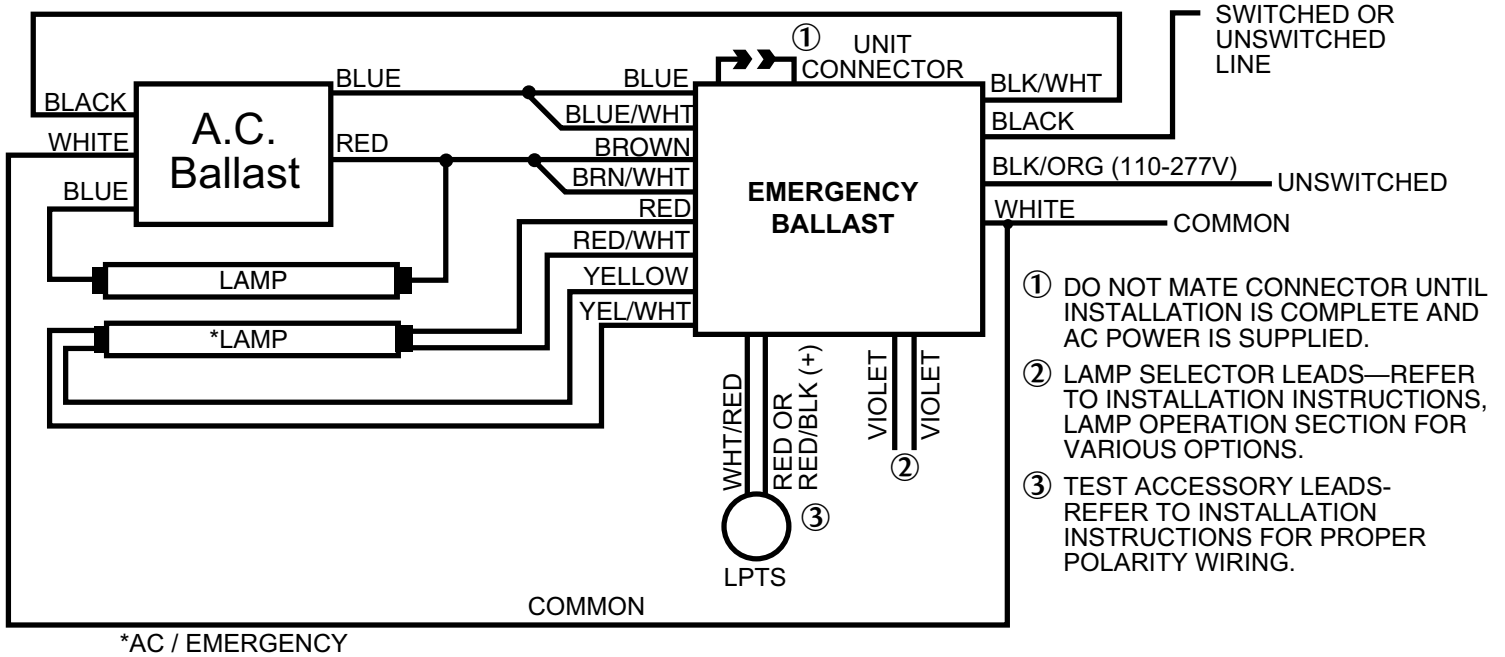 SWITCHED OR
UNSWITCHED
LINE
① UNIT
CONNECTOR
BLUE
BLUE
BLK/WHT
BLACK
A.C.
Ballast
BLUE/WHT
BLACK
WHITE
RED
BROWN
BLK/ORG (110-277V)
UNSWITCHED
BLUE
BRN/WHT
EMERGENCY
BALLAST
RED
WHITE
COMMON
RED/WHT
LAMP
YELLOW
YEL/WHT
*LAMP
WHT/RED
RED OR
RED/BLK (+)
VIOLET
VIOLET
②
③
LPTS
① DO NOT MATE CONNECTOR UNTIL
INSTALLATION IS COMPLETE AND
AC POWER IS SUPPLIED.
② LAMP SELECTOR LEADS—REFER
TO INSTALLATION INSTRUCTIONS,
LAMP OPERATION SECTION FOR
VARIOUS OPTIONS.
③ TEST ACCESSORY LEADS-
REFER TO INSTALLATION
INSTRUCTIONS FOR PROPER
POLARITY WIRING.
COMMON
*AC / EMERGENCY